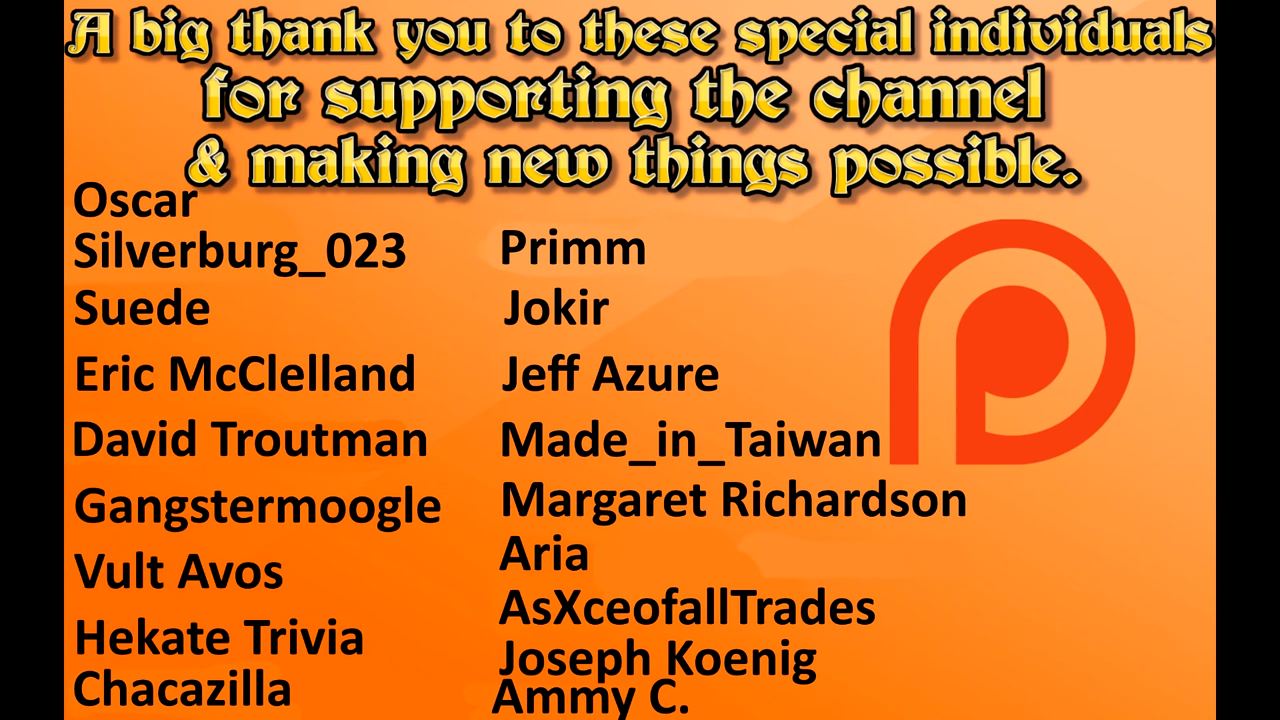 A big thank you to these special individuals
for supporting the channel
& making new things possible.
Oscar
Silverburg_023
Suede
Eric McClelland
David Troutman
Gangstermoogle
Vult Avos
Hekate Trivia
Chacazilla
Primm
Jokir
Jeff Azure
Made_in_Taiwan
Margaret Richardson
Aria
AsXceofallTrades
Joseph Koenig
Ammy C.